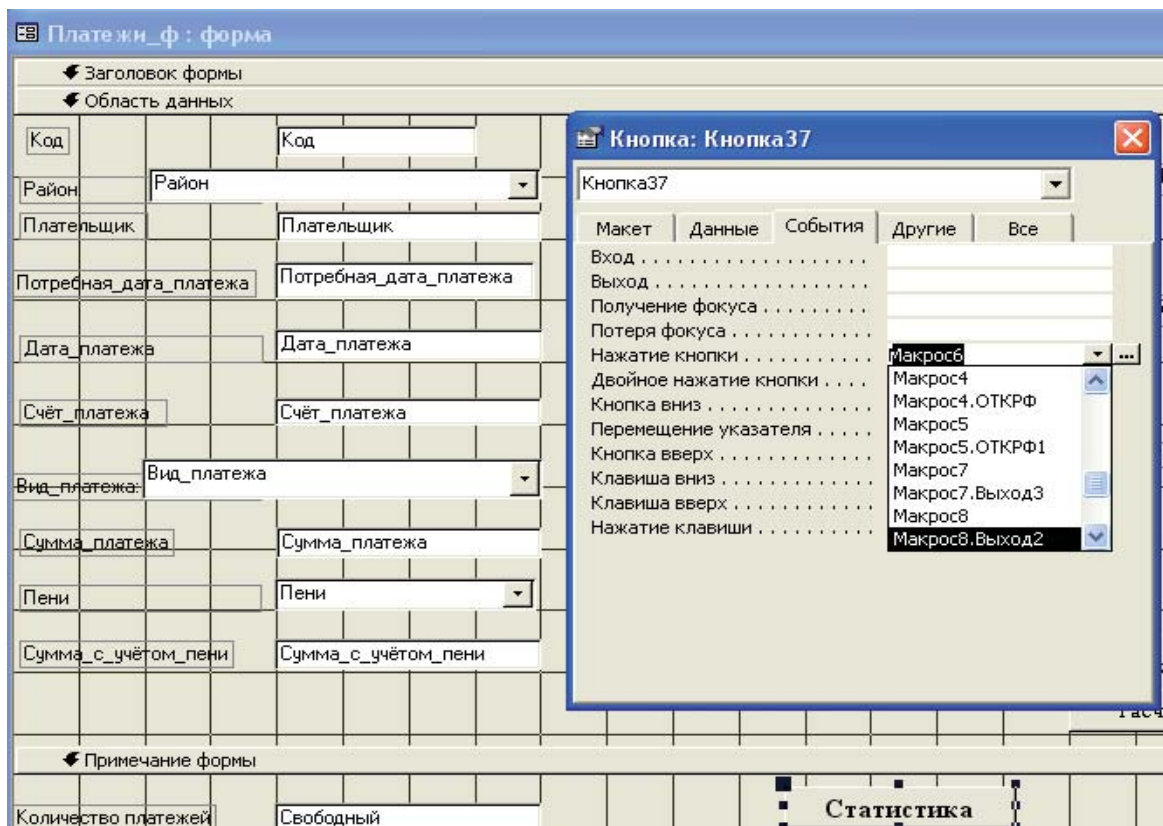 Платежи_ф : форма
Заголовок формы
Область данных
Код
Код
Район
Район
Плательщик
Плательщик
Потребная_дата_платежа
Потребная_дата_платежа
Дата_платежа
Дата_платежа
Счёт_платежа
Счёт_платежа
Вид_платежа:
Вид_платежа
Сумма_платежа
Сумма_платежа
Пени
Пени
Сумма_с_учётом_пени
Сумма_с_учётом_пени
Примечание формы
Количество платежей
Свободный
Статистика
Кнопка: Кнопка37
Кнопка37
Макет Данные События Другие Все
Вход . . . . . . . . . . . . . . . . . . .
Выход . . . . . . . . . . . . . . . . . .
Получение фокуса . . . . . . . . .
Потеря фокуса . . . . . . . . . . .
Нажатие кнопки . . . . . . . . . . Макрос6
Двойное нажатие кнопки . . . .
Кнопка вниз . . . . . . . . . . . . .
Перемещение указателя . . . . .
Кнопка вверх . . . . . . . . . . . .
Клавиша вниз . . . . . . . . . . . .
Клавиша вверх . . . . . . . . . . .
Нажатие клавиши . . . . . . . . .
Макрос4
Макрос4.ОТКРФ
Макрос5
Макрос5.ОТКРФ1
Макрос7
Макрос7.Выход3
Макрос8
Макрос8.Выход2